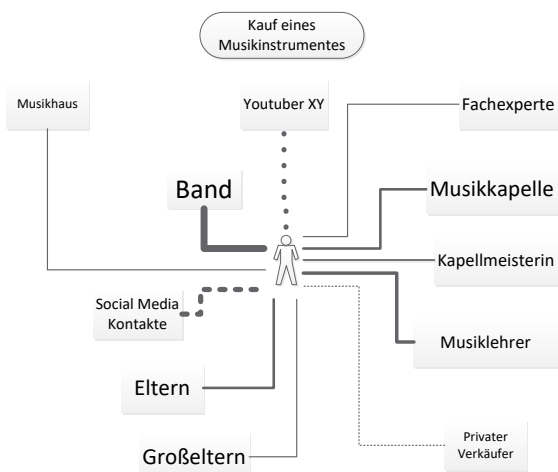 Kauf eines
Musikinstrumentes
Musikhaus
Youtuber XY
Fachexperte
Band
Musikkapelle
Kapellmeisterin
Social Media
Kontakte
Musiklehrer
Eltern
Großeltern
Privater
Verkäufer